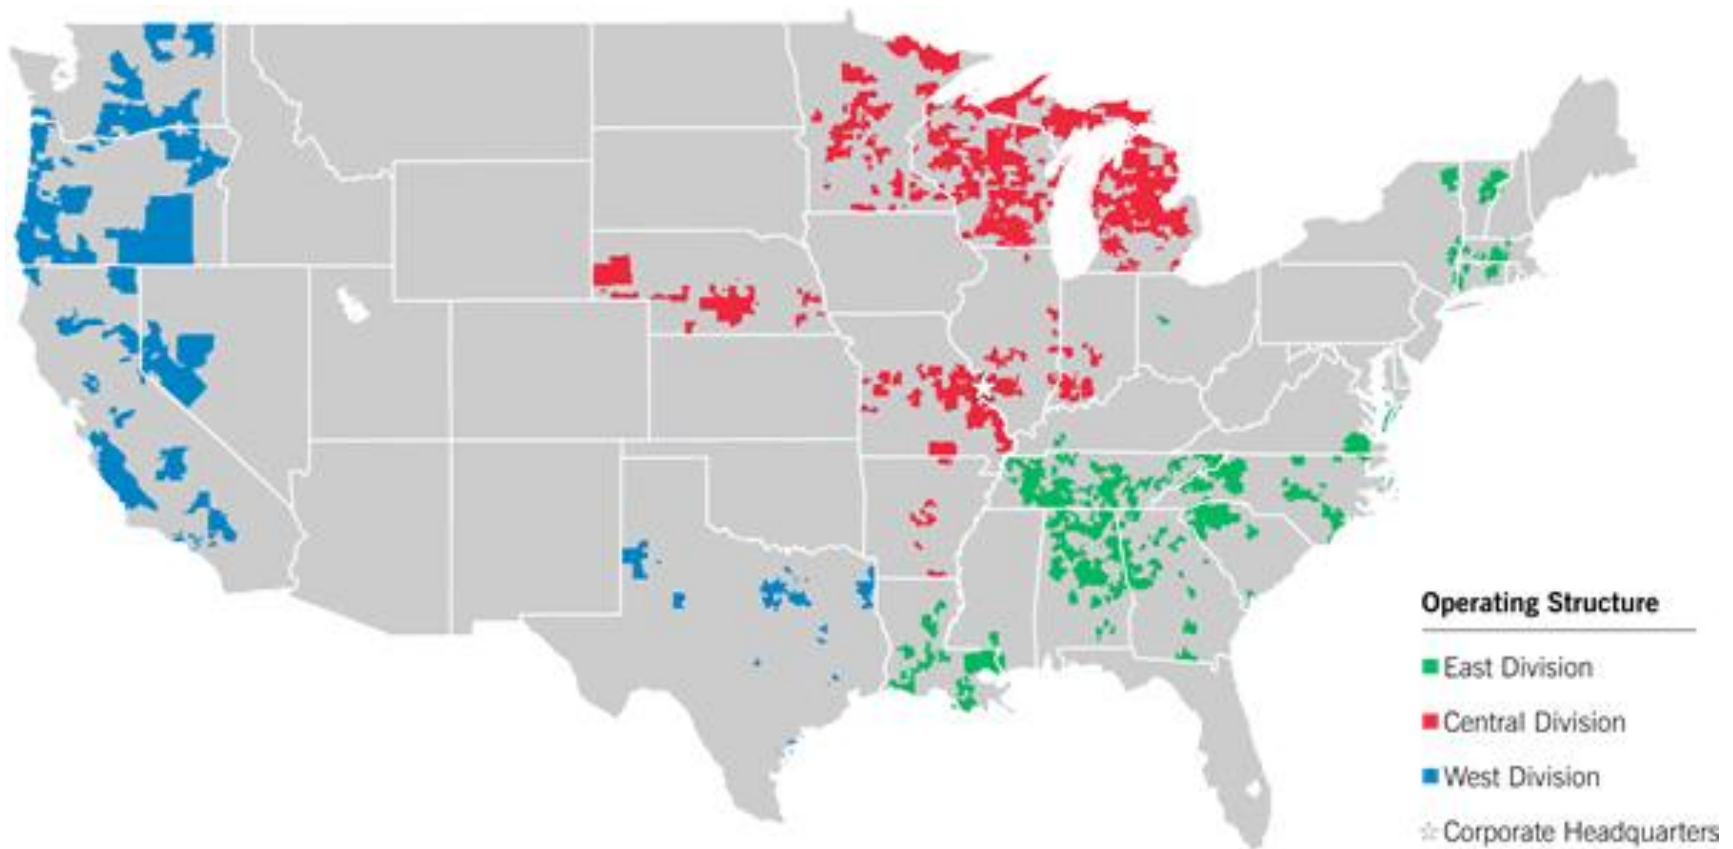 Operating Structure
East Division
Central Division
West Division
☆ Corporate Headquarters